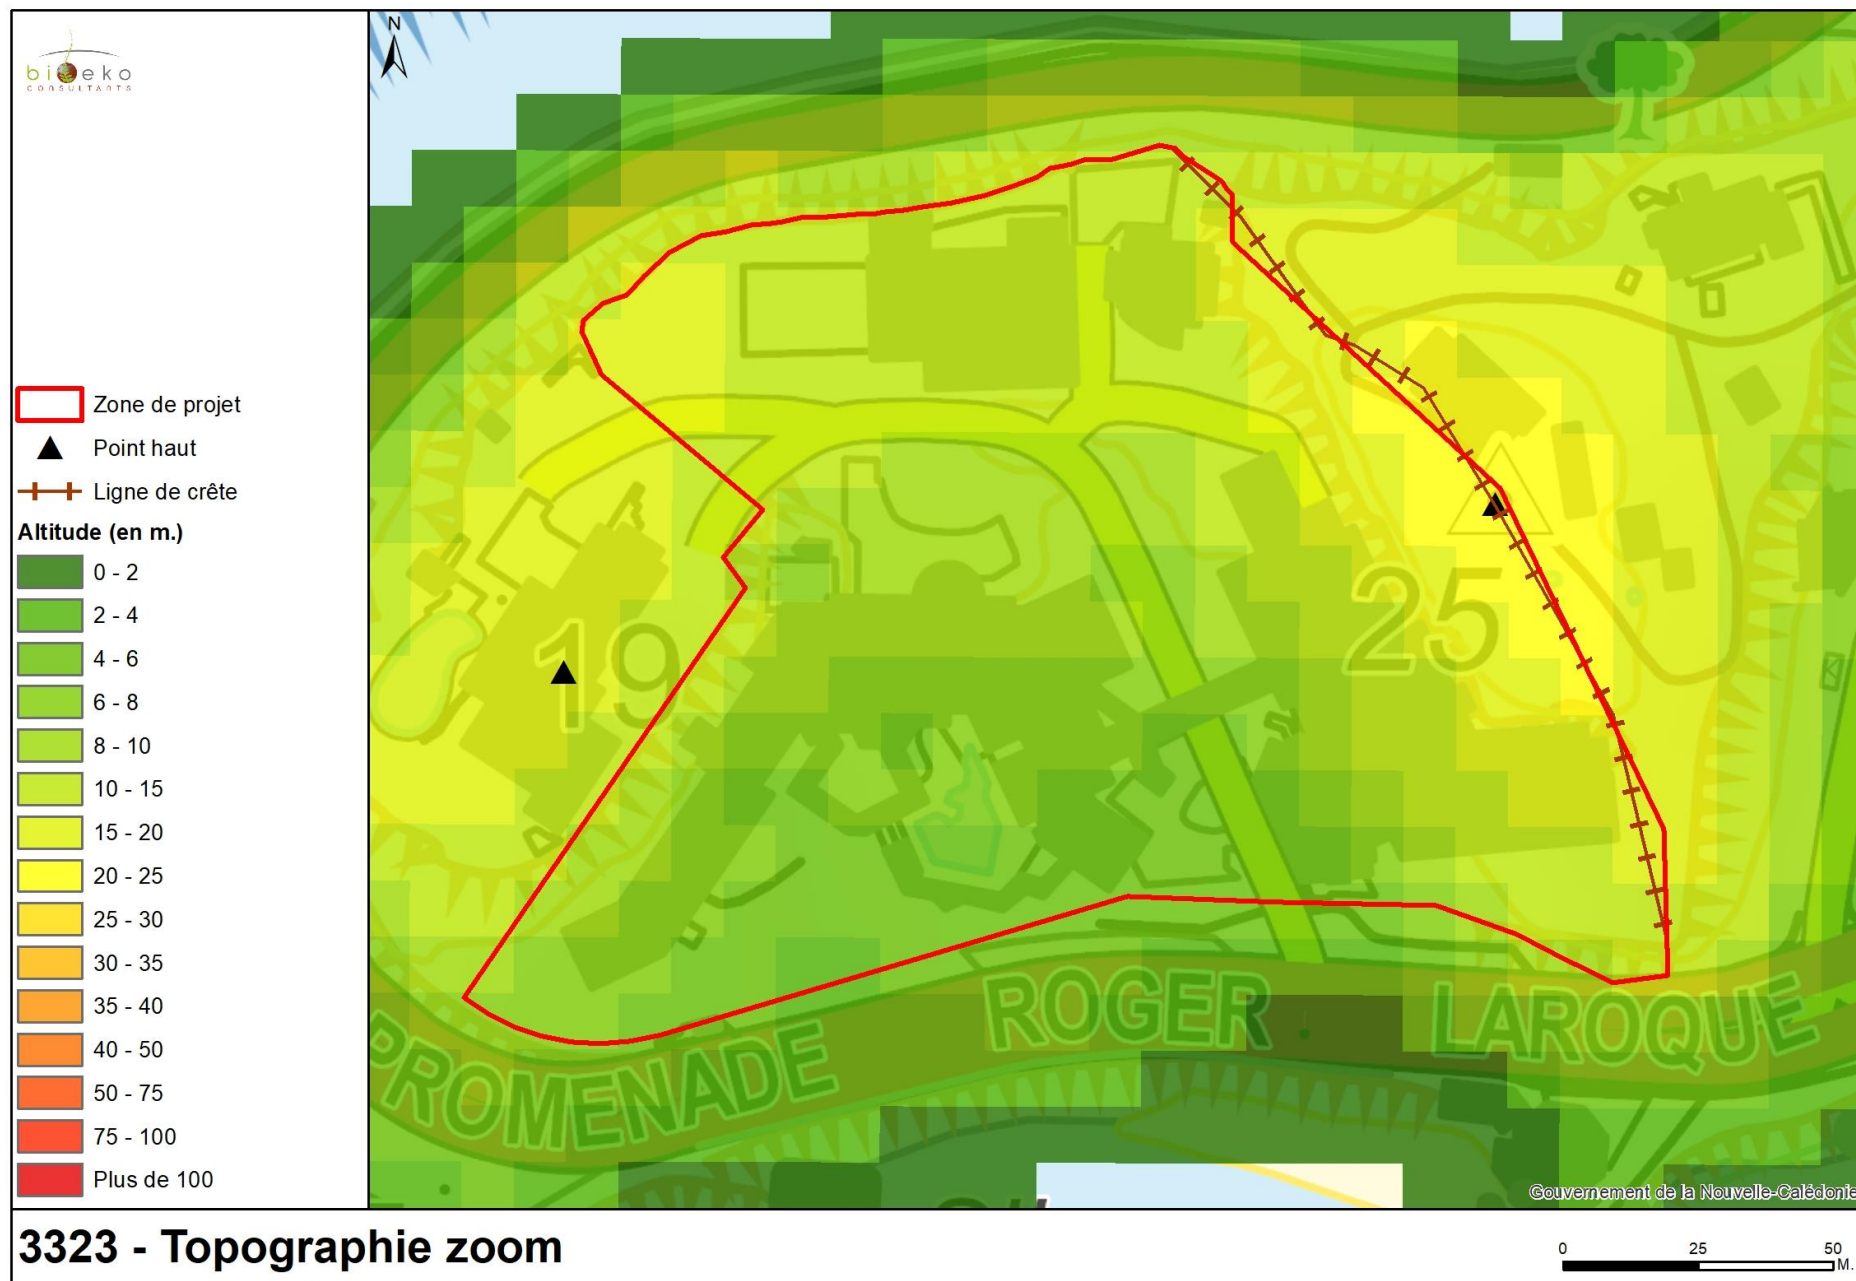 bioeko
CONSULTANTS
N
Zone de projet
Point haut
Ligne de crête
Altitude (en m.)
0 - 2
2 - 4
4 - 6
6 - 8
8 - 10
10 - 15
15 - 20
20 - 25
25 - 30
30 - 35
35 - 40
40 - 50
50 - 75
75 - 100
Plus de 100
19
25
PROMENADE ROGER LAROQUE
Gouvernement de la Nouvelle-Calédonie
3323 - Topographie zoom
0 25 50
M.